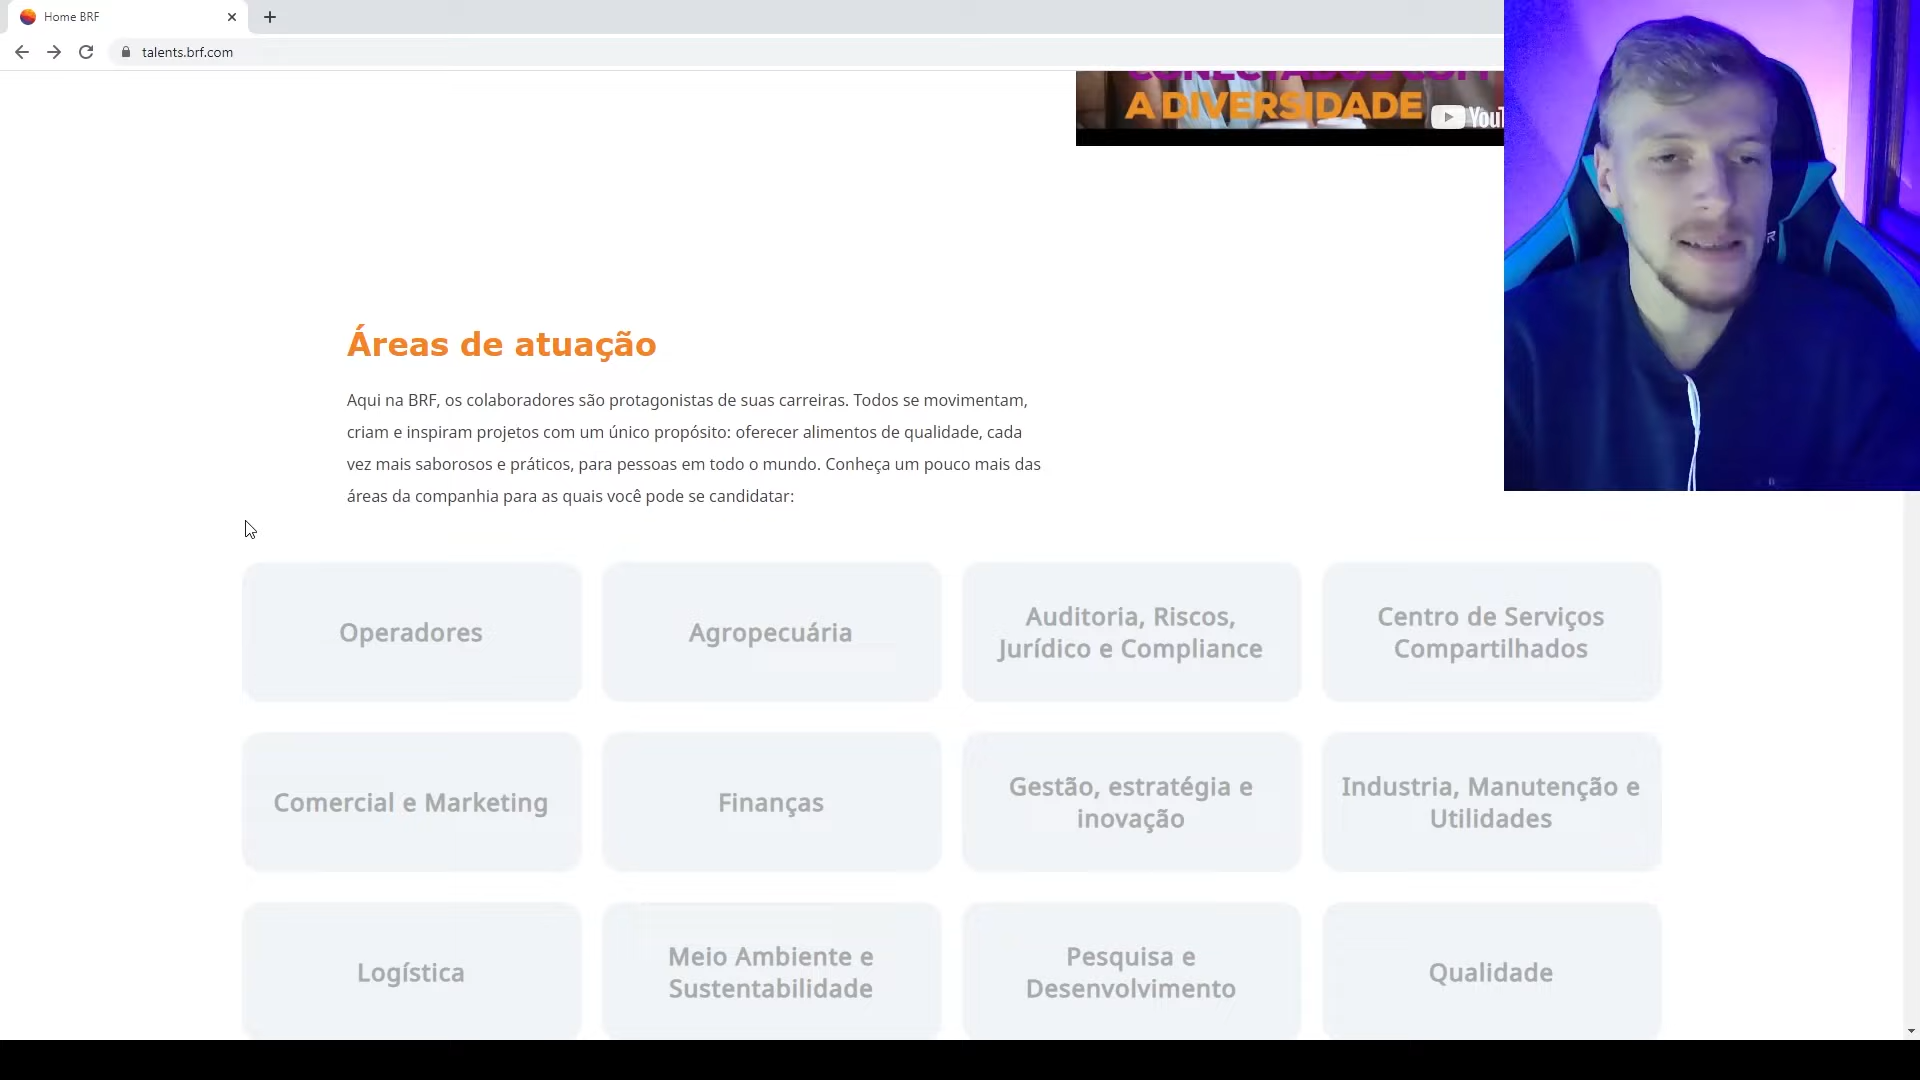 Home BRF
talents.brf.com
CONECTADOS COM
A DIVERSIDADE
Áreas de atuação
Aqui na BRF, os colaboradores são protagonistas de suas carreiras. Todos se movimentam,
criam e inspiram projetos com um único propósito: oferecer alimentos de qualidade, cada
vez mais saborosos e práticos, para pessoas em todo o mundo. Conheça um pouco mais das
áreas da companhia para as quais você pode se candidatar:
Operadores
Agropecuária
Auditoria, Riscos,
Jurídico e Compliance
Centro de Serviços
Compartilhados
Comercial e Marketing
Finanças
Gestão, estratégia e
inovação
Industria, Manutenção e
Utilidades
Logística
Meio Ambiente e
Sustentabilidade
Pesquisa e
Desenvolvimento
Qualidade